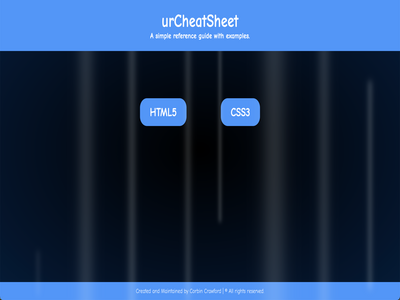 urCheatSheet
A simple reference guide with examples.
HTML5
CSS3
Created and Maintained by Corbin Crawford | © All rights reserved